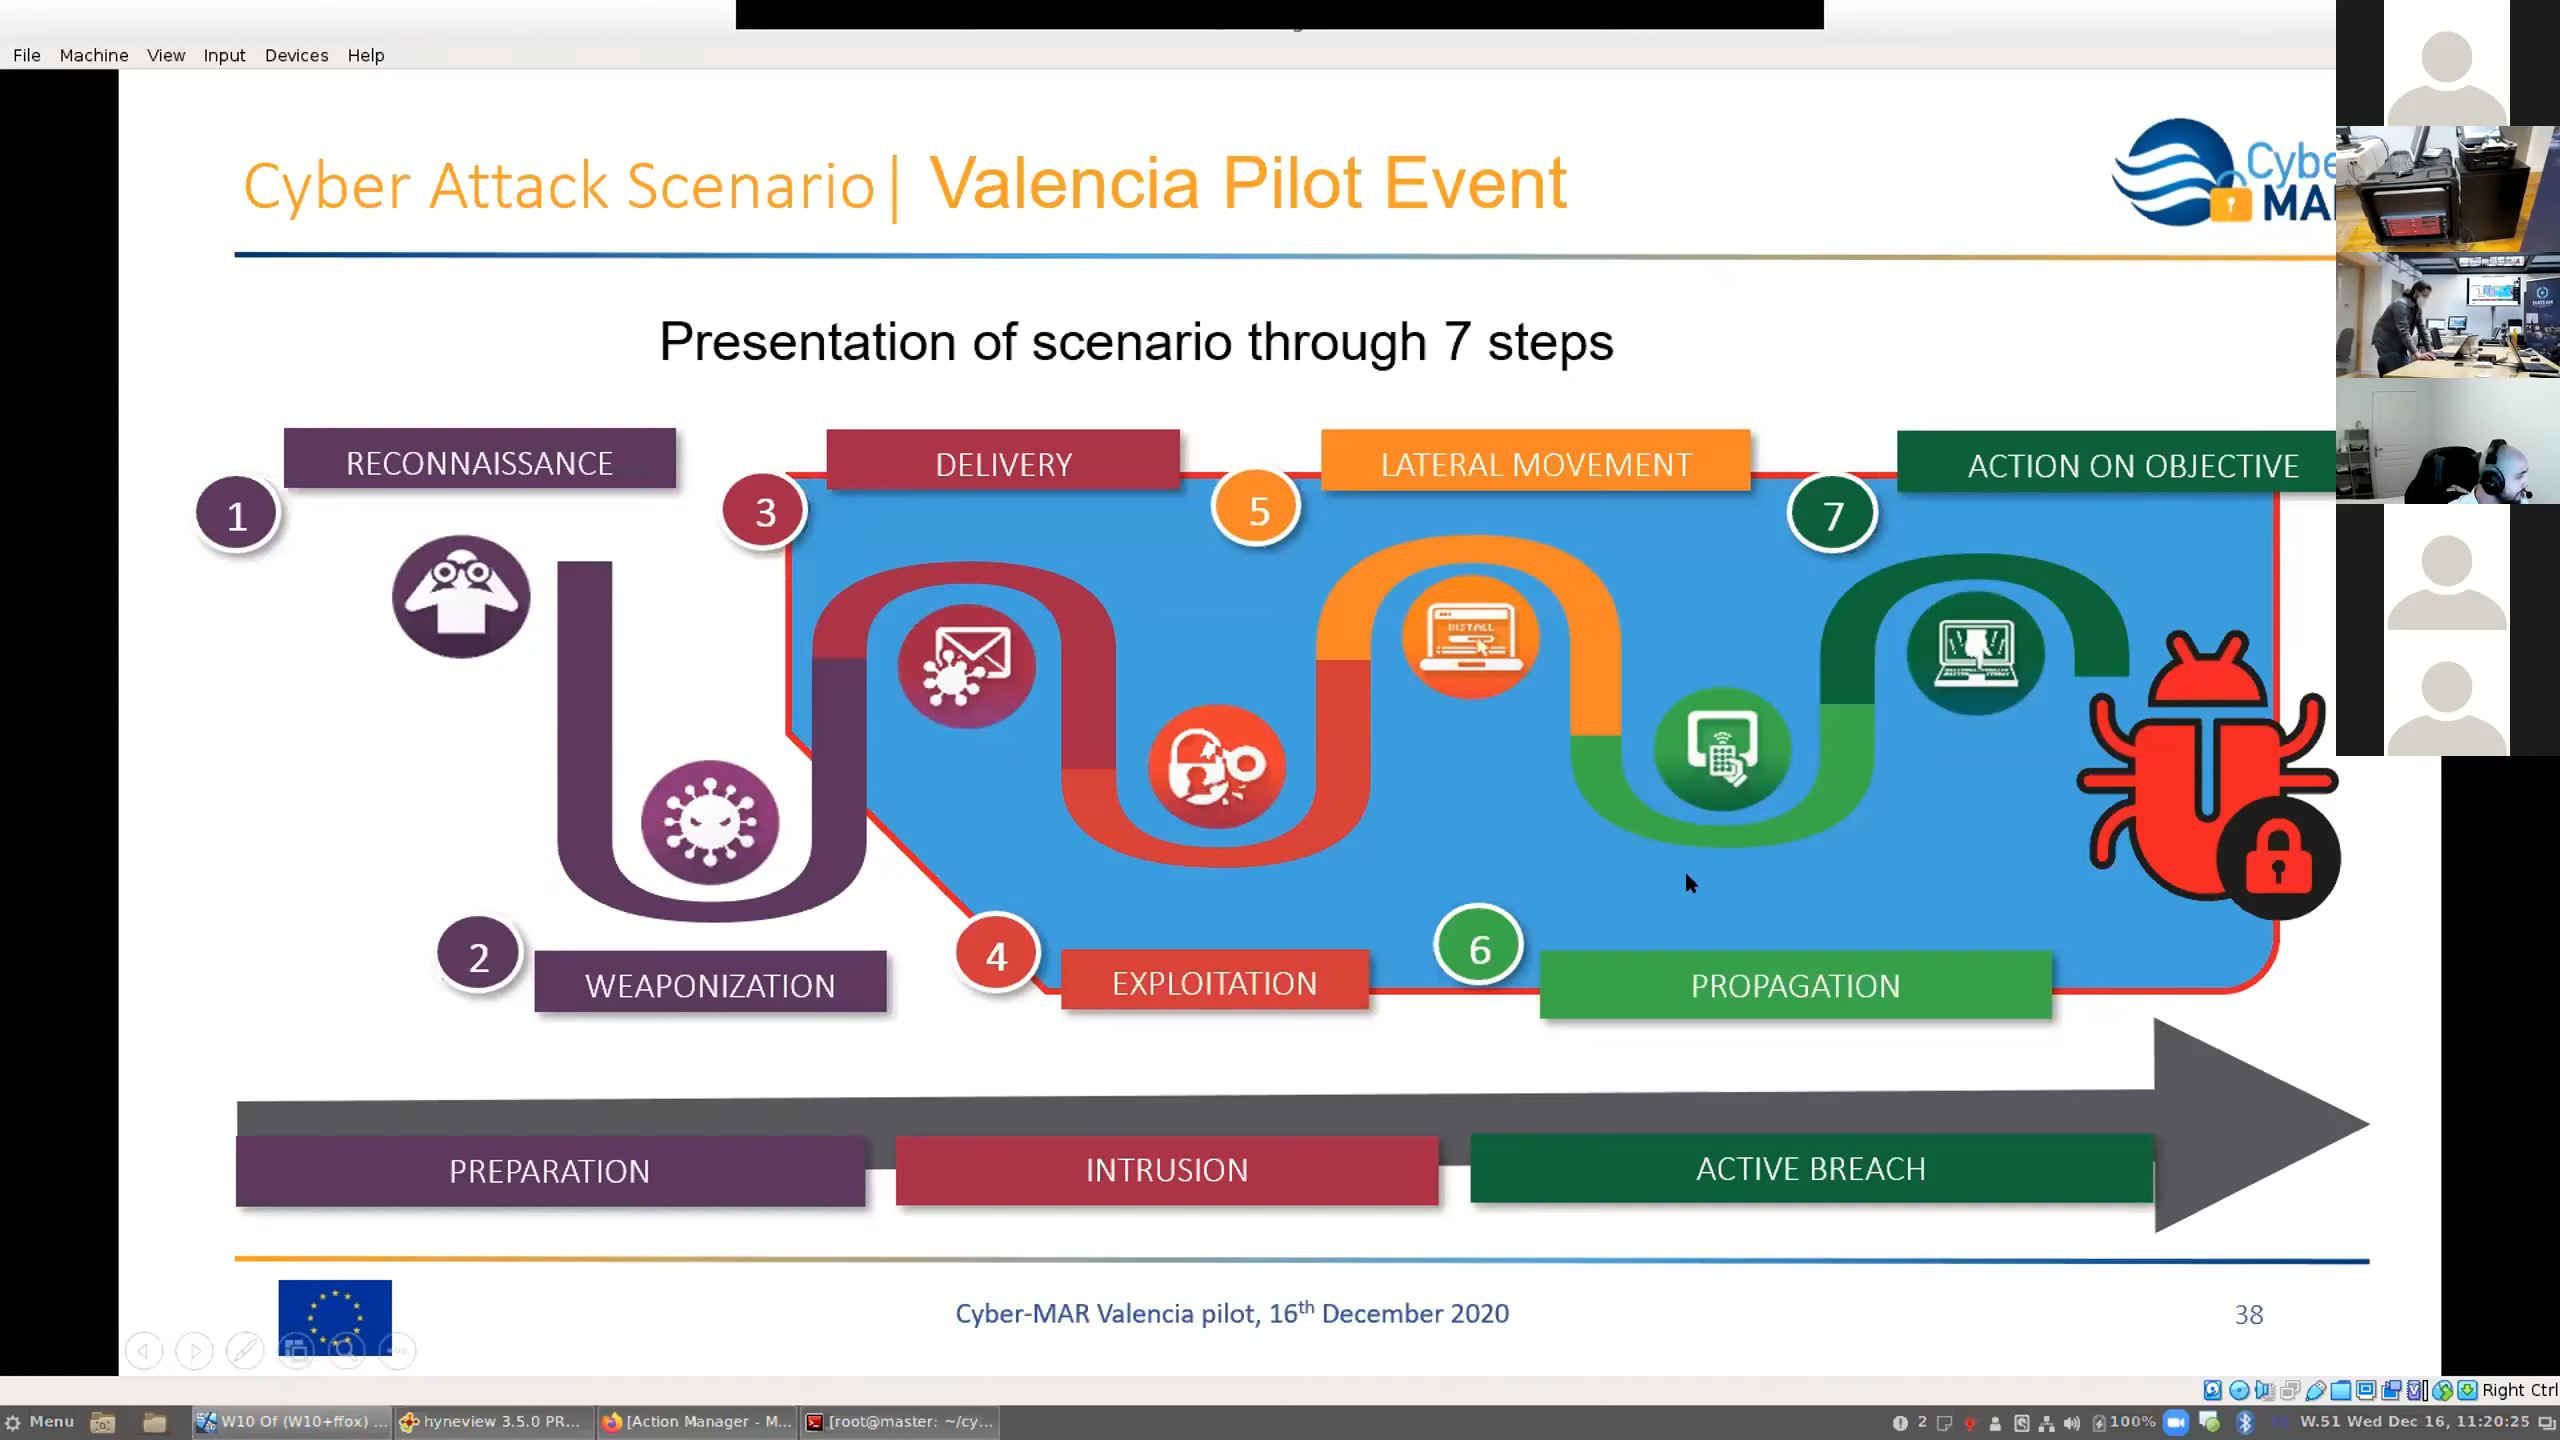 File Machine View Input Devices Help
Cyber Attack Scenario| Valencia Pilot Event
Cybe
MA
Presentation of scenario through 7 steps
RECONNAISSANCE
DELIVERY
LATERAL MOVEMENT
ACTION ON OBJECTIVE
1
3
5
7
INSTALL
2
4
6
WEAPONIZATION
EXPLOITATION
PROPAGATION
PREPARATION
INTRUSION
ACTIVE BREACH
Cyber-MAR Valencia pilot, 16th December 2020
38
Right Ctrl
Menu
W10 Of (W10+ffox) ...
hyneview 3.5.0 PR...
[Action Manager - M...
[root@master: ~/cy...
2
100%
W.51 Wed Dec 16, 11:20:25